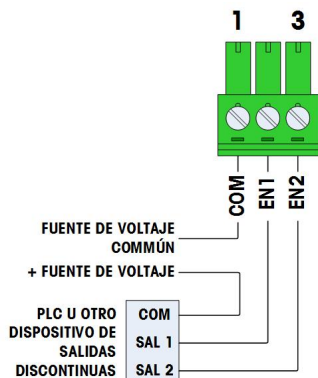 1 3
COM EN1 EN2
FUENTE DE VOLTAJE
COMMÚN
+ FUENTE DE VOLTAJE
PLC U OTRO
DISPOSITIVO DE
SALIDAS
DISCONTINUAS
COM
SAL 1
SAL 2